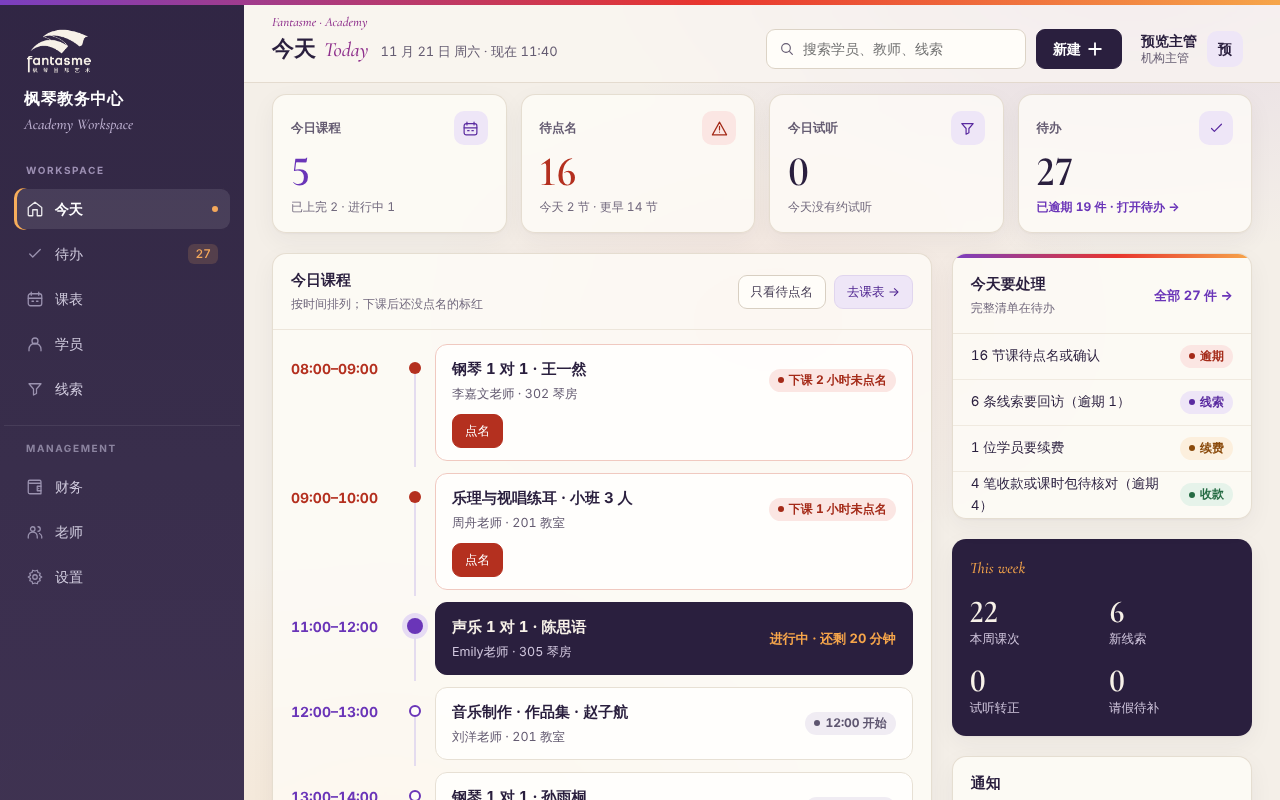 fantasme
枫琴国际艺术
枫琴教务中心
Academy Workspace
WORKSPACE
今天
待办 27
课表
学员
线索
MANAGEMENT
财务
老师
设置
Fantasme · Academy
今天 Today 11 月 21 日 周六 · 现在 11:40
搜索学员、教师、线索
新建
预览主管
机构主管
预
今日课程
5
已上完 2 · 进行中 1
待点名
16
今天 2 节 · 更早 14 节
今日试听
0
今天没有约试听
待办
27
已逾期 19 件 · 打开待办 →
今日课程
按时间排列；下课后还没点名的标红
只看待点名
去课表 →
08:00–09:00
钢琴 1 对 1 · 王一然
李嘉文老师 · 302 琴房
下课 2 小时未点名
点名
09:00–10:00
乐理与视唱练耳 · 小班 3 人
周舟老师 · 201 教室
下课 1 小时未点名
点名
11:00–12:00
声乐 1 对 1 · 陈思语
Emily老师 · 305 琴房
进行中 · 还剩 20 分钟
12:00–13:00
音乐制作 · 作品集 · 赵子航
刘洋老师 · 201 教室
12:00 开始
13:00–14:00
钢琴 1 对 1 · 孙雨桐
今天要处理
完整清单在待办
全部 27 件 →
16 节课待点名或确认 逾期
6 条线索要回访（逾期 1） 线索
1 位学员要续费 续费
4 笔收款或课时包待核对（逾期
4） 收款
This week
22
本周课次
6
新线索
0
试听转正
0
请假待补
通知